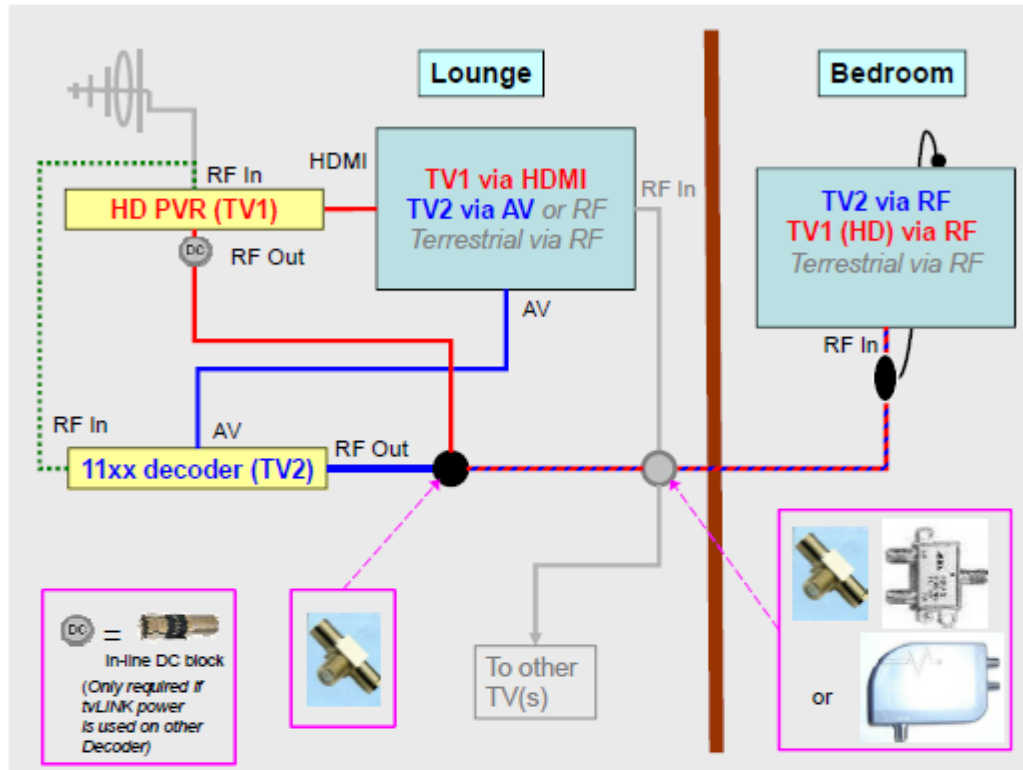 Lounge
Bedroom
RF In
HDMI
HD PVR (TV1)
DC
RF Out
TV1 via HDMI
TV2 via AV or RF
Terrestrial via RF
RF In
TV2 via RF
TV1 (HD) via RF
Terrestrial via RF
AV
RF In
RF In
AV
RF Out
11xx decoder (TV2)
DC
=
In-line DC block
(Only required if
tvLINK power
is used on other
Decoder)
To other
TV(s)
or